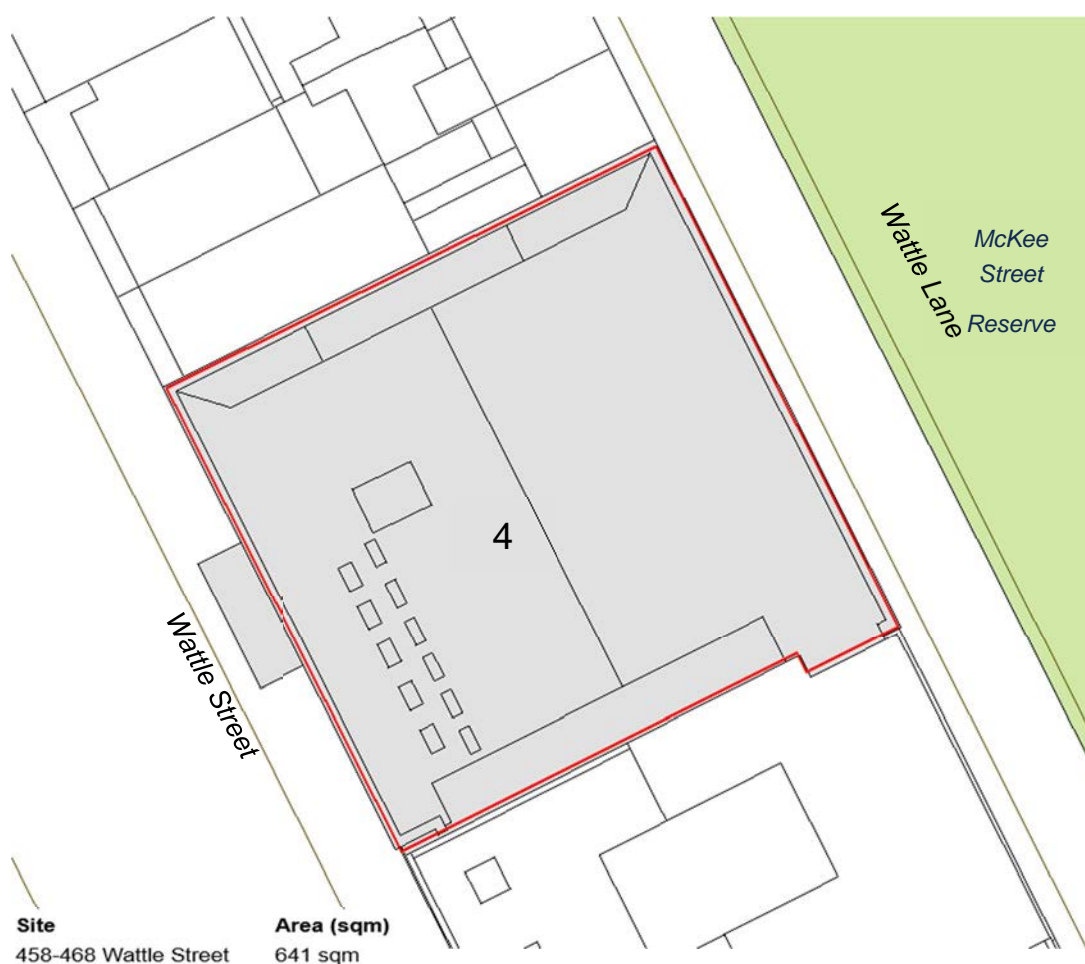 McKee
Street
Reserve
Wattle Lane
4
Wattle Street
Site Area (sqm)
458-468 Wattle Street 641 sqm